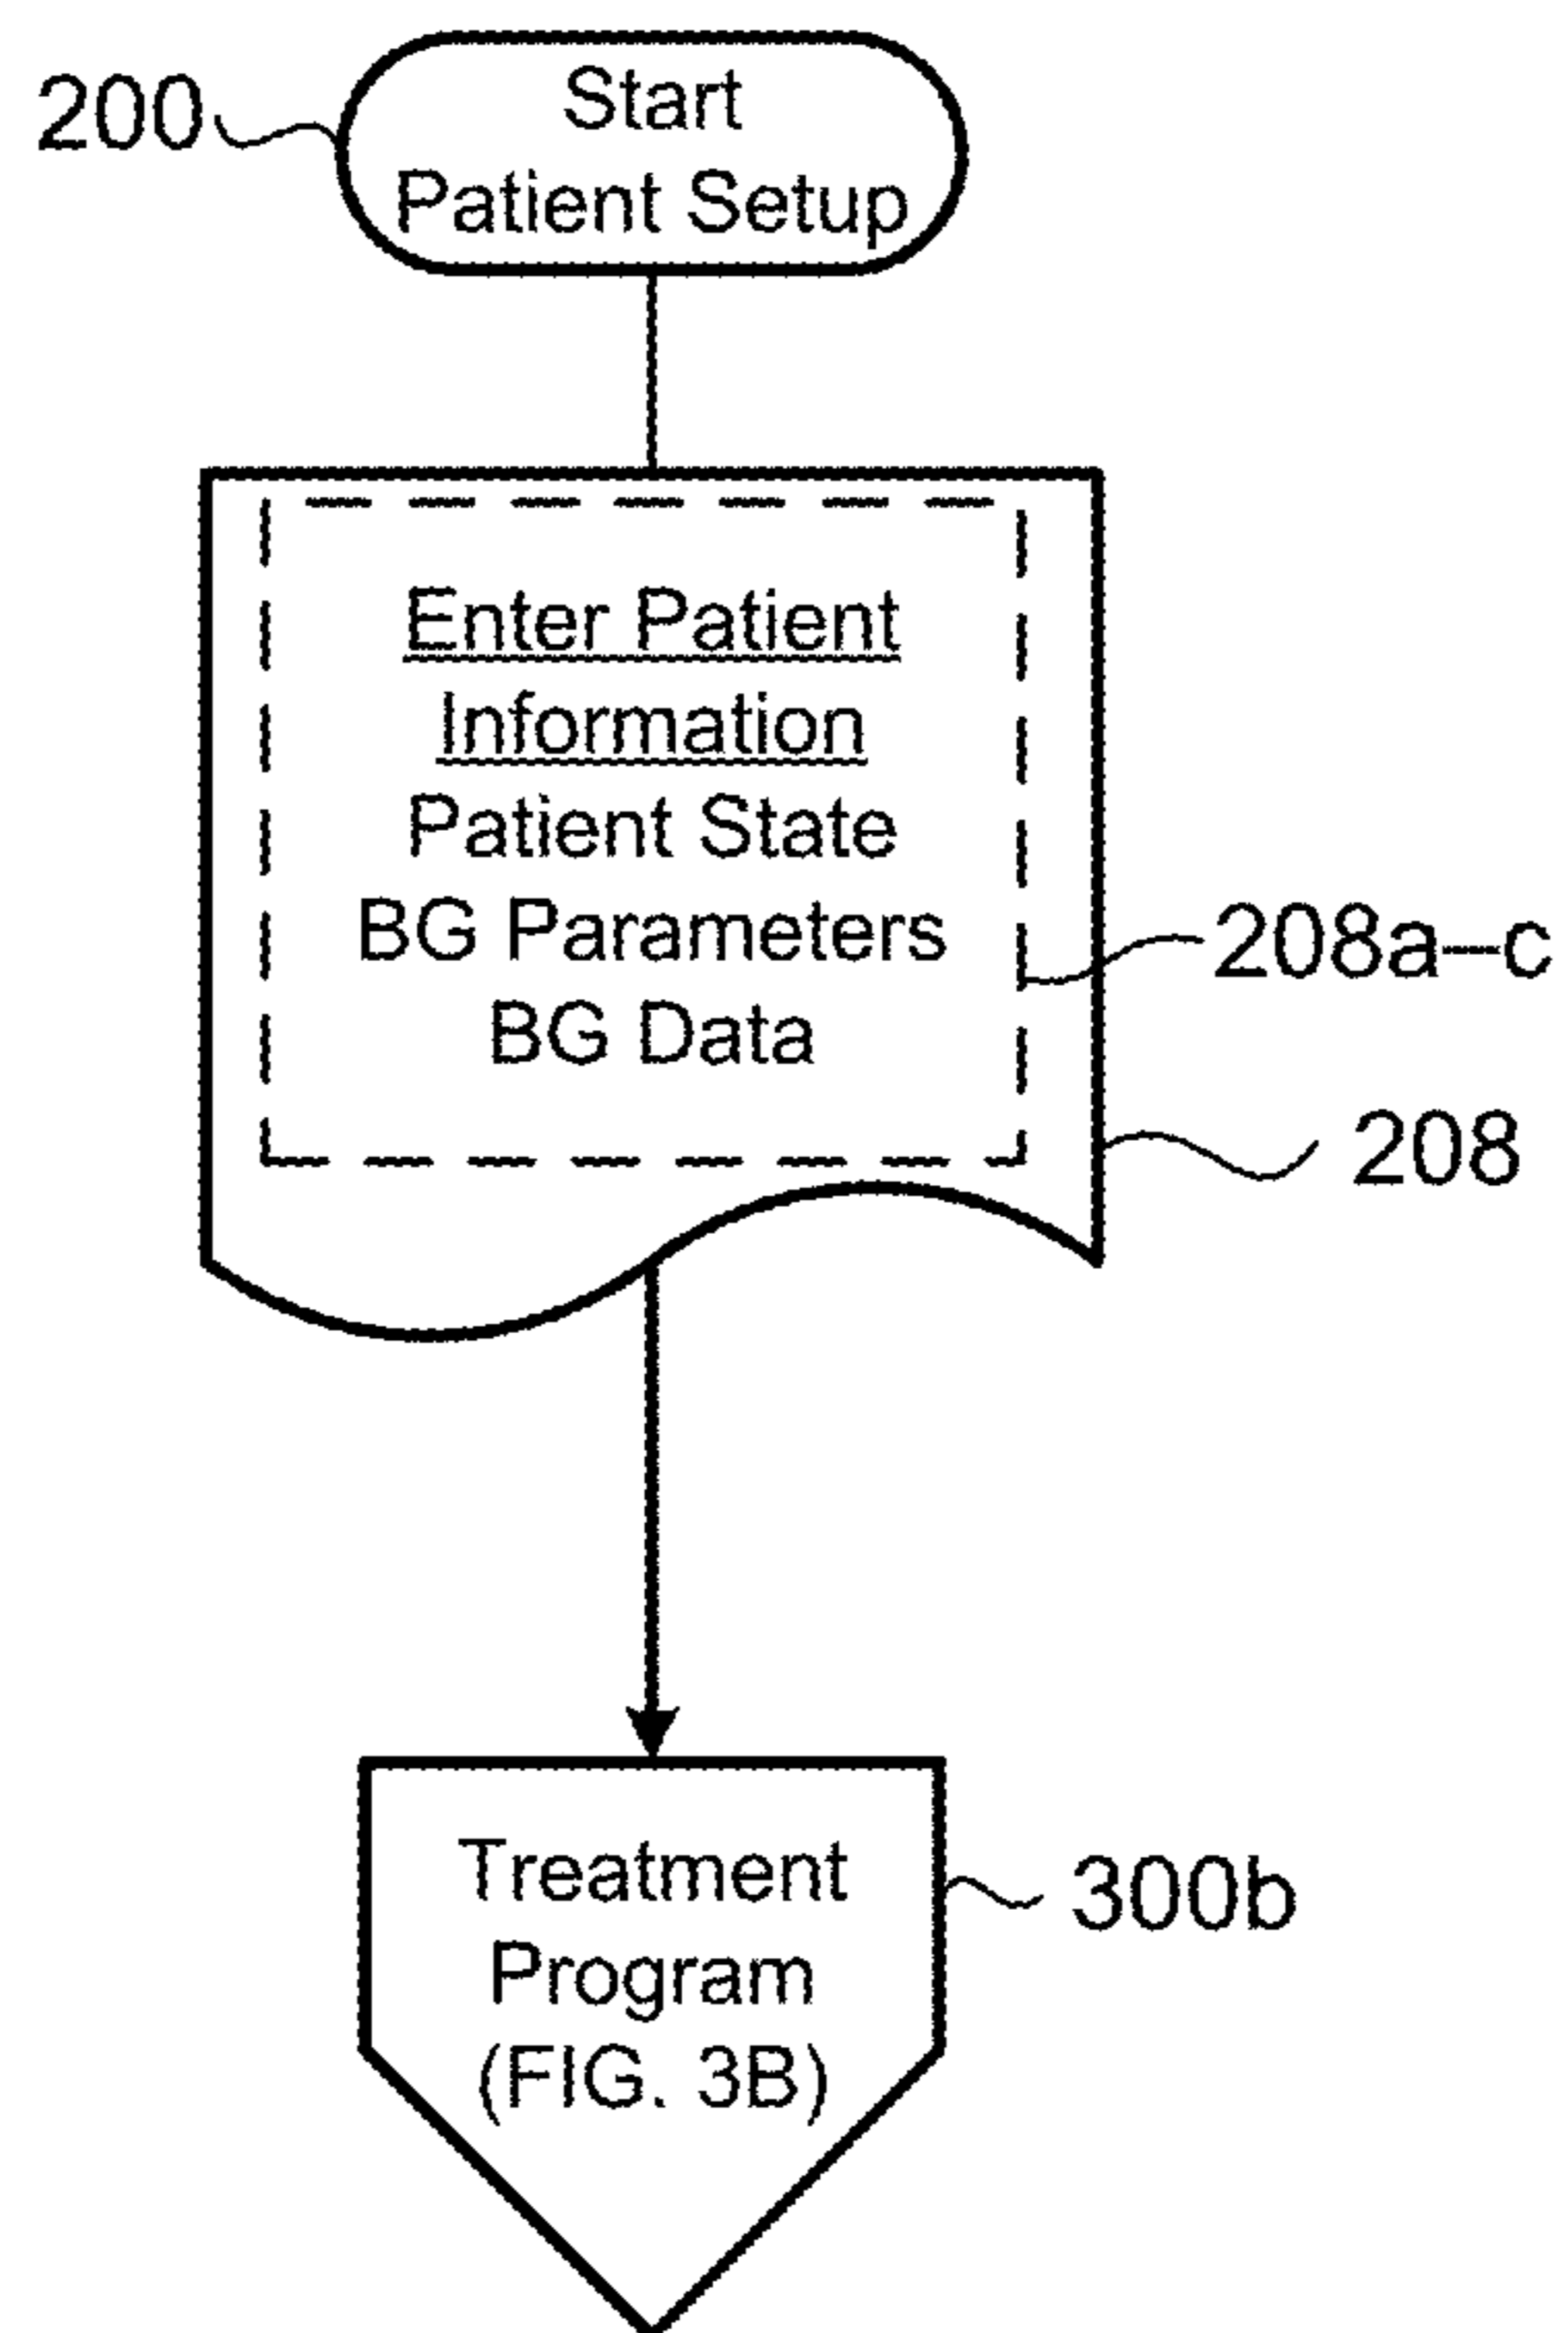 200
Start
Patient Setup
Enter Patient
Information
Patient State
BG Parameters
BG Data
208a–c
208
Treatment
Program
(FIG. 3B)
300b